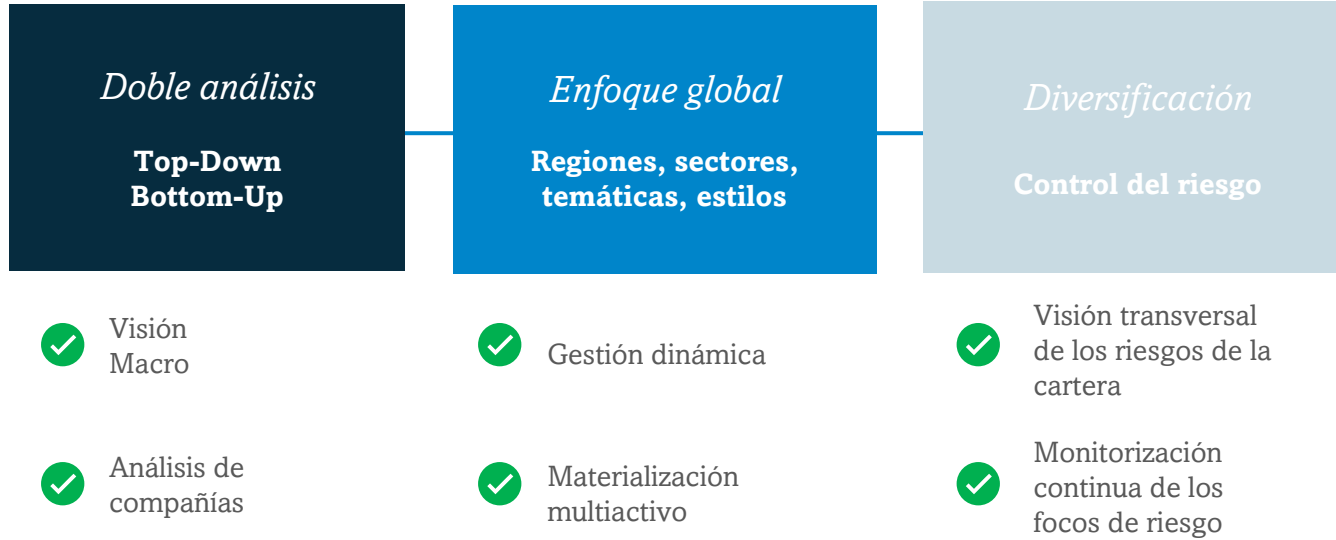 Doble análisis
Top-Down
Bottom-Up
Visión
Macro
Análisis de
compañías
Enfoque global
Regiones, sectores,
temáticas, estilos
Gestión dinámica
Materialización
multiactivo
Diversificación
Control del riesgo
Visión transversal
de los riesgos de la
cartera
Monitorización
continua de los
focos de riesgo